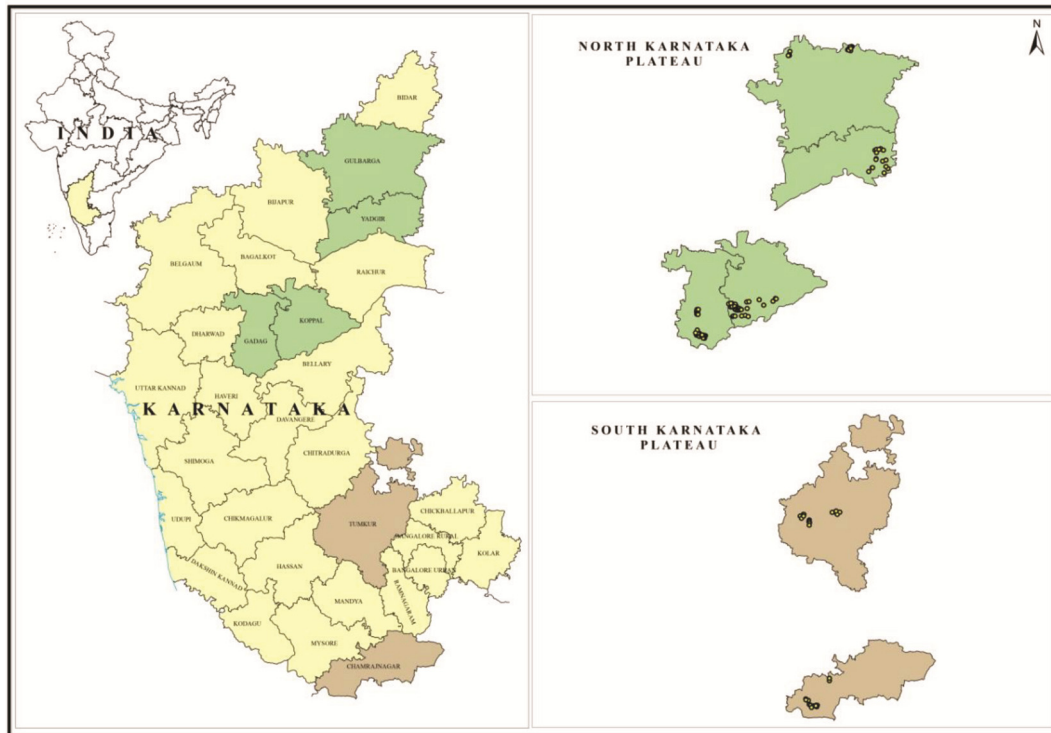 INDIA
BIDAR
GULBARGA
BIJAPUR
YADGIR
BELGAUM
BAGALKOT
RAICHUR
KOPPAL
DHARWAD
GADAG
BELLARY
UTTAR KANNAD
HAVERI
KARNATAKA
DAVANGERE
CHITRADURGA
SHIMOGA
CHICKBALLAPUR
UDUPI
CHIKMAGALUR
TUMKUR
BANGALORE RURAL
KOLAR
DAKSHIN KANNAD
HASSAN
BANGALORE URBAN
RAMNAGARAM
MANDYA
KODAGU
MYSORE
CHAMRAJNAGAR
NORTH KARNATAKA
PLATEAU
N
SOUTH KARNATAKA
PLATEAU